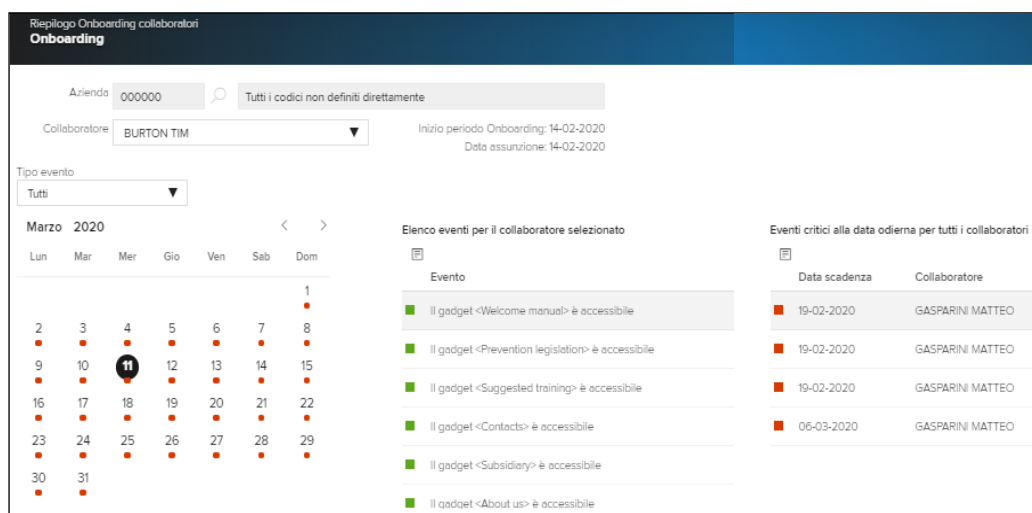 Riepilogo Onboarding collaboratori
Onboarding
Azienda 000000 Tutti i codici non definiti direttamente
Collaboratore BURTON TIM Inizio periodo Onboarding: 14-02-2020
Data assunzione: 14-02-2020
Tipo evento
Tutti
Marzo 2020
Lun Mar Mer Gio Ven Sab Dom
1
2 3 4 5 6 7 8
9 10 11 12 13 14 15
16 17 18 19 20 21 22
23 24 25 26 27 28 29
30 31
Elenco eventi per il collaboratore selezionato
Evento
Il gadget <Welcome manual> è accessibile
Il gadget <Prevention legislation> è accessibile
Il gadget <Suggested training> è accessibile
Il gadget <Contacts> è accessibile
Il gadget <Subsidiary> è accessibile
Il gadget <About us> è accessibile
Eventi critici alla data odierna per tutti i collaboratori
Data scadenza Collaboratore
19-02-2020 GASPARINI MATTEO
19-02-2020 GASPARINI MATTEO
19-02-2020 GASPARINI MATTEO
06-03-2020 GASPARINI MATTEO